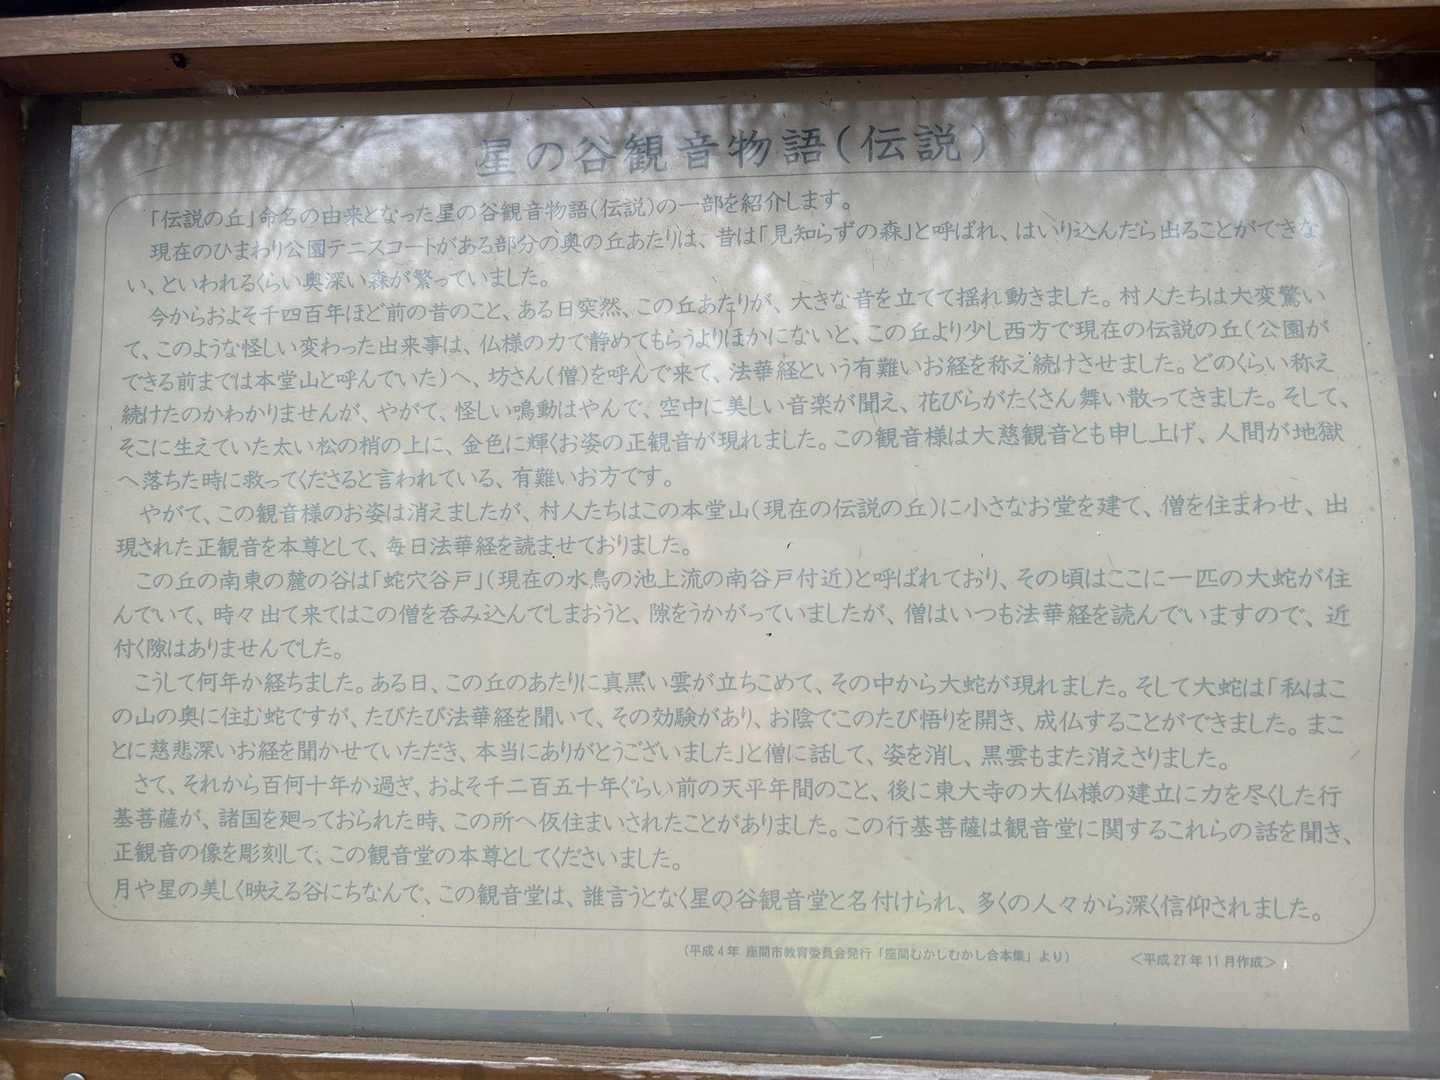 星の谷観音物語(伝説)
「伝説の丘」命名の由来となった星の谷観音物語(伝説)の一部を紹介します。
現在のひまわり公園テニスコートがある部分の奥の丘あたりは、昔は「見知らずの森」と呼ばれ、はいり込んだら出ることができな
い、といわれるくらい奥深い森が繁っていました。
今からおよそ千四百年ほど前の昔のこと、ある日突然、この丘あたりが、大きな音を立てて揺れ動きました。村人たちは大変驚い
て、このような怪しい変わった出来事は、仏様の力で静めてもらうよりほかにないと、この丘より少し西方で現在の伝説の丘(公園が
できる前までは本堂山と呼んでいた)へ、坊さん(僧)を呼んで来て、法華経という有難いお経を称え続けさせました。どのくらい称え
続けたのかわかりませんが、やがて、怪しい鳴動はやんで、空中に美しい音楽が聞え、花びらがたくさん舞い散ってきました。そして、
そこに生えていた太い松の梢の上に、金色に輝くお姿の正観音が現れました。この観音様は大慈観音とも申し上げ、人間が地獄
へ落ちた時に救ってくださると言われている、有難いお方です。
やがて、この観音様のお姿は消えましたが、村人たちはこの本堂山(現在の伝説の丘)に小さなお堂を建て、僧を住まわせ、出
現された正観音を本尊として、毎日法華経を読ませておりました。
この丘の南東の麓の谷は「蛇穴谷戸」(現在の水鳥の池上流の南谷戸付近)と呼ばれており、その頃はここに一匹の大蛇が住
んでいて、時々出て来てはこの僧を呑み込んでしまおうと、隙をうかがっていましたが、僧はいつも法華経を読んでいますので、近
付く隙はありませんでした。
こうして何年か経ちました。ある日、この丘のあたりに真黒い雲が立ちこめて、その中から大蛇が現れました。そして大蛇は「私はこ
の山の奥に住む蛇ですが、たびたび法華経を聞いて、その効験があり、お陰でこのたび悟りを開き、成仏することができました。まこ
とに慈悲深いお経を聞かせていただき、本当にありがとうございました」と僧に話して、姿を消し、黒雲もまた消えさりました。
さて、それから百何十年か過ぎ、およそ千二百五十年ぐらい前の天平年間のこと、後に東大寺の大仏様の建立に力を尽くした行
基菩薩が、諸国を廻っておられた時、この所へ仮住まいされたことがありました。この行基菩薩は観音堂に関するこれらの話を聞き、
正観音の像を彫刻して、この観音堂の本尊としてくださいました。
月や星の美しく映える谷にちなんで、この観音堂は、誰言うとなく星の谷観音堂と名付けられ、多くの人々から深く信仰されました。
(平成4年 座間市教育委員会発行「座間むかしむかし合本集」より) <平成27年11月作成>